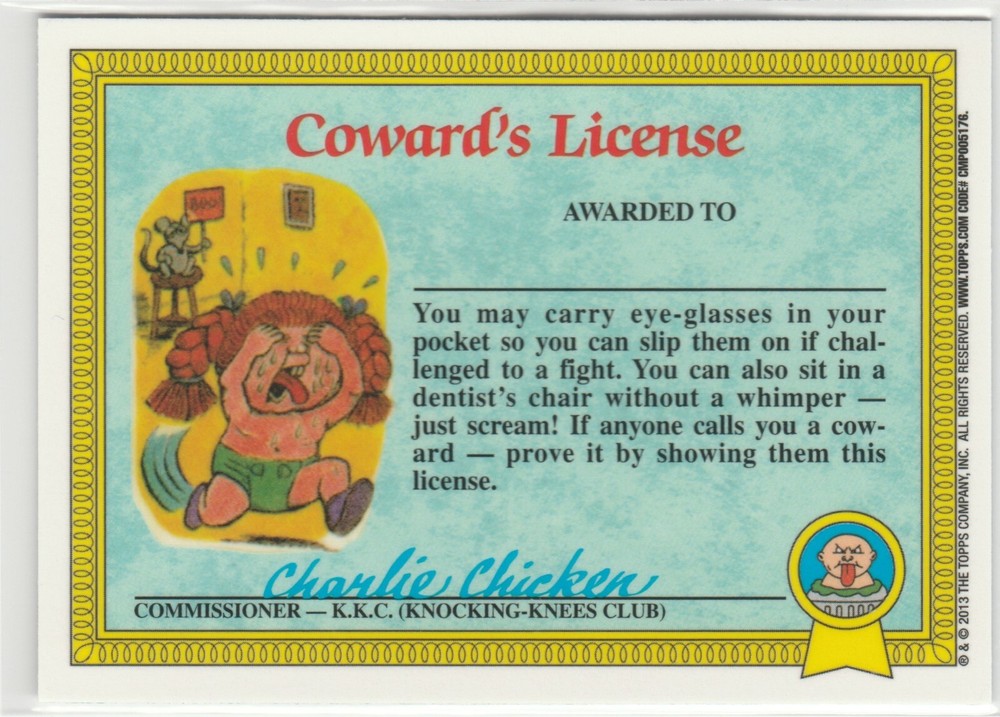 Coward's License
BOO!
AWARDED TO
You may carry eye-glasses in your
pocket so you can slip them on if chal-
lenged to a fight. You can also sit in a
dentist's chair without a whimper —
just scream! If anyone calls you a cow-
ard — prove it by showing them this
license.
Charlie Chicken
COMMISSIONER — K.K.C. (KNOCKING-KNEES CLUB)
® & © 2013 THE TOPPS COMPANY, INC. ALL RIGHTS RESERVED. WWW.TOPPS.COM CODE# CMP005176.